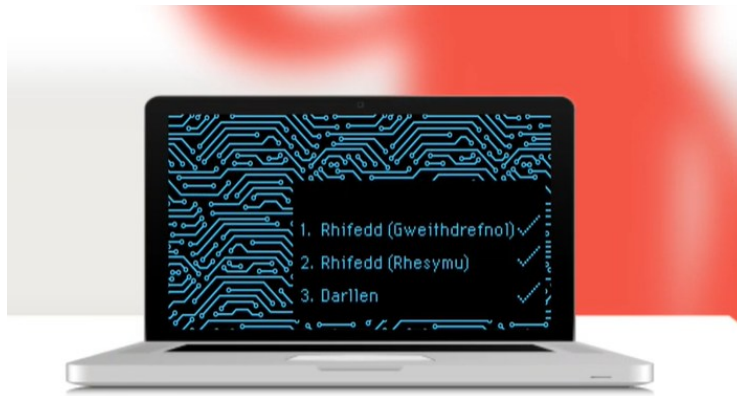 1. Rhifedd (Gweithdrefnol) ✓
2. Rhifedd (Rhesymu) ✓
3. Darllen ✓